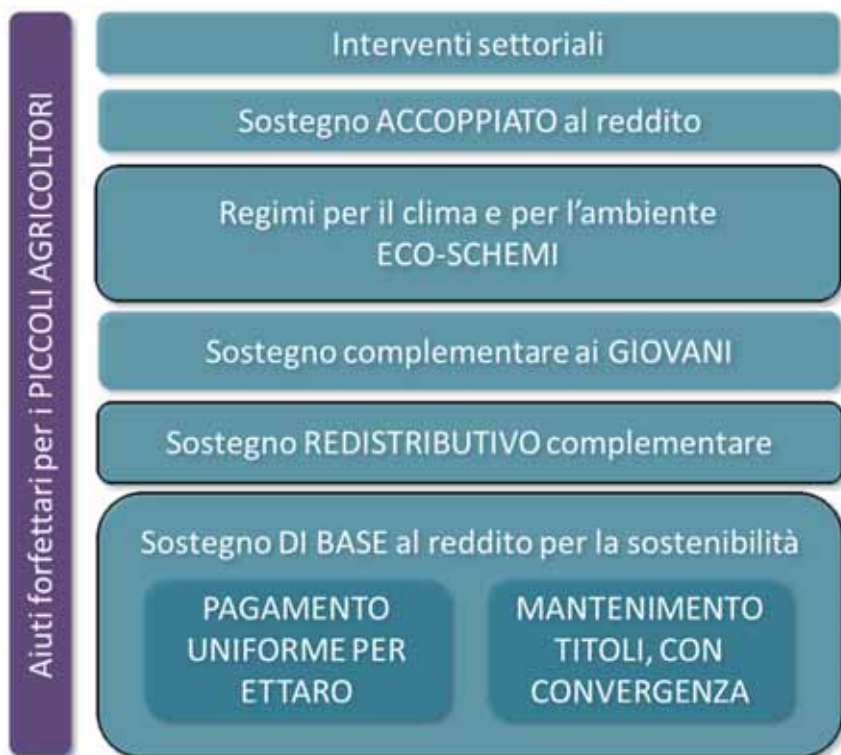 Aiuti forfettari per i PICCOLI AGRICOLTORI
Interventi settoriali
Sostegno ACCOPPIATO al reddito
Regimi per il clima e per l'ambiente
ECO-SCHEMI
Sostegno complementare ai GIOVANI
Sostegno REDISTRIBUTIVO complementare
Sostegno DI BASE al reddito per la sostenibilità
PAGAMENTO
UNIFORME PER
ETTARO
MANTENIMENTO
TITOLI, CON
CONVERGENZA